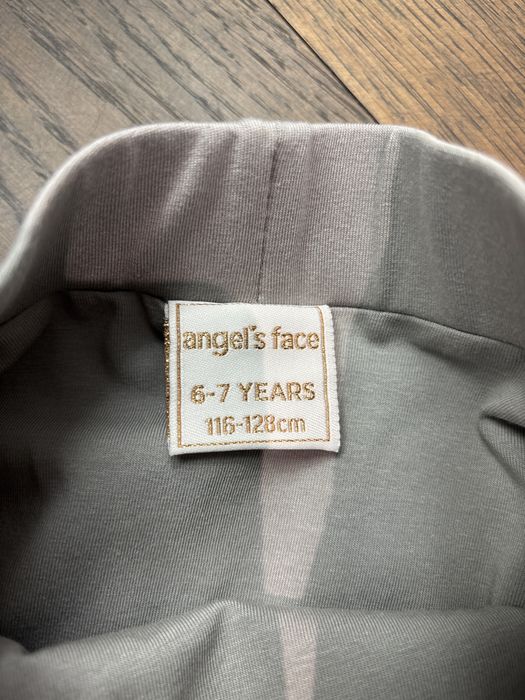 angel's face
6-7 YEARS
116-128cm